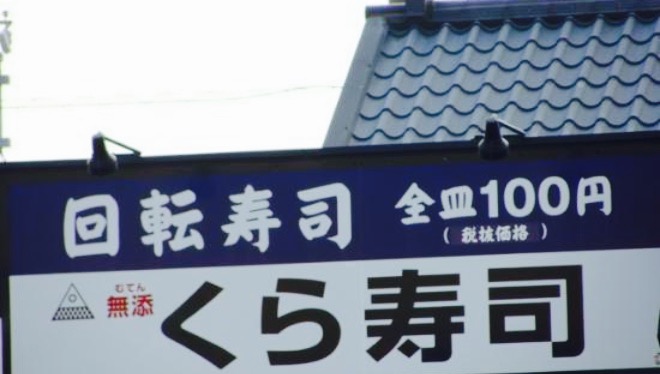 回転寿司 全皿100円
(税抜価格)
むてん
無添 くら寿司